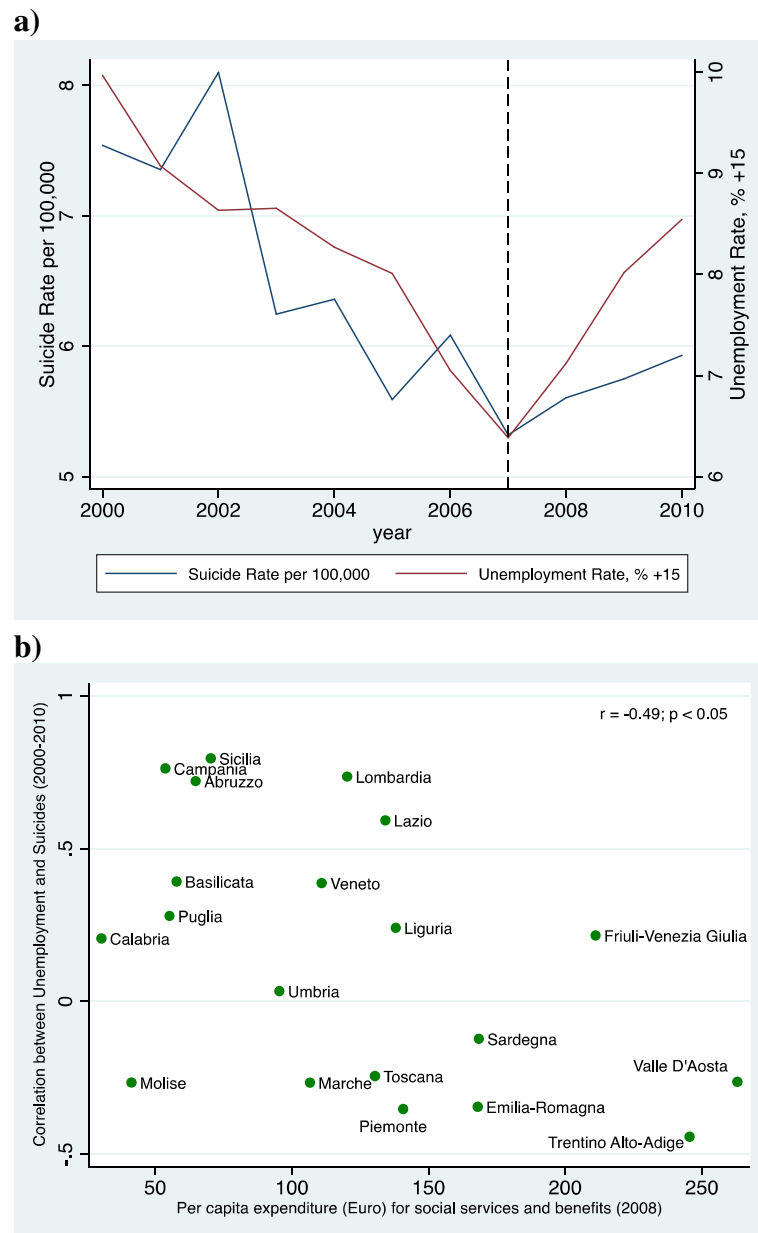 a)
8
7
6
5
Suicide Rate per 100,000
10
9
8
7
6
Unemployment Rate, % +15
2000 2002 2004 2006 2008 2010
year
Suicide Rate per 100,000 Unemployment Rate, % +15
b)
Correlation between Unemployment and Suicides (2000-2010)
1
.5
0
-.5
r = -0.49; p < 0.05
Sicilia
Campania
Abruzzo
Lombardia
Lazio
Basilicata
Veneto
Puglia
Liguria
Calabria
Friuli-Venezia Giulia
Umbria
Sardegna
Valle D'Aosta
Molise
Marche
Toscana
Piemonte
Emilia-Romagna
Trentino Alto-Adige
50 100 150 200 250
Per capita expenditure (Euro) for social services and benefits (2008)